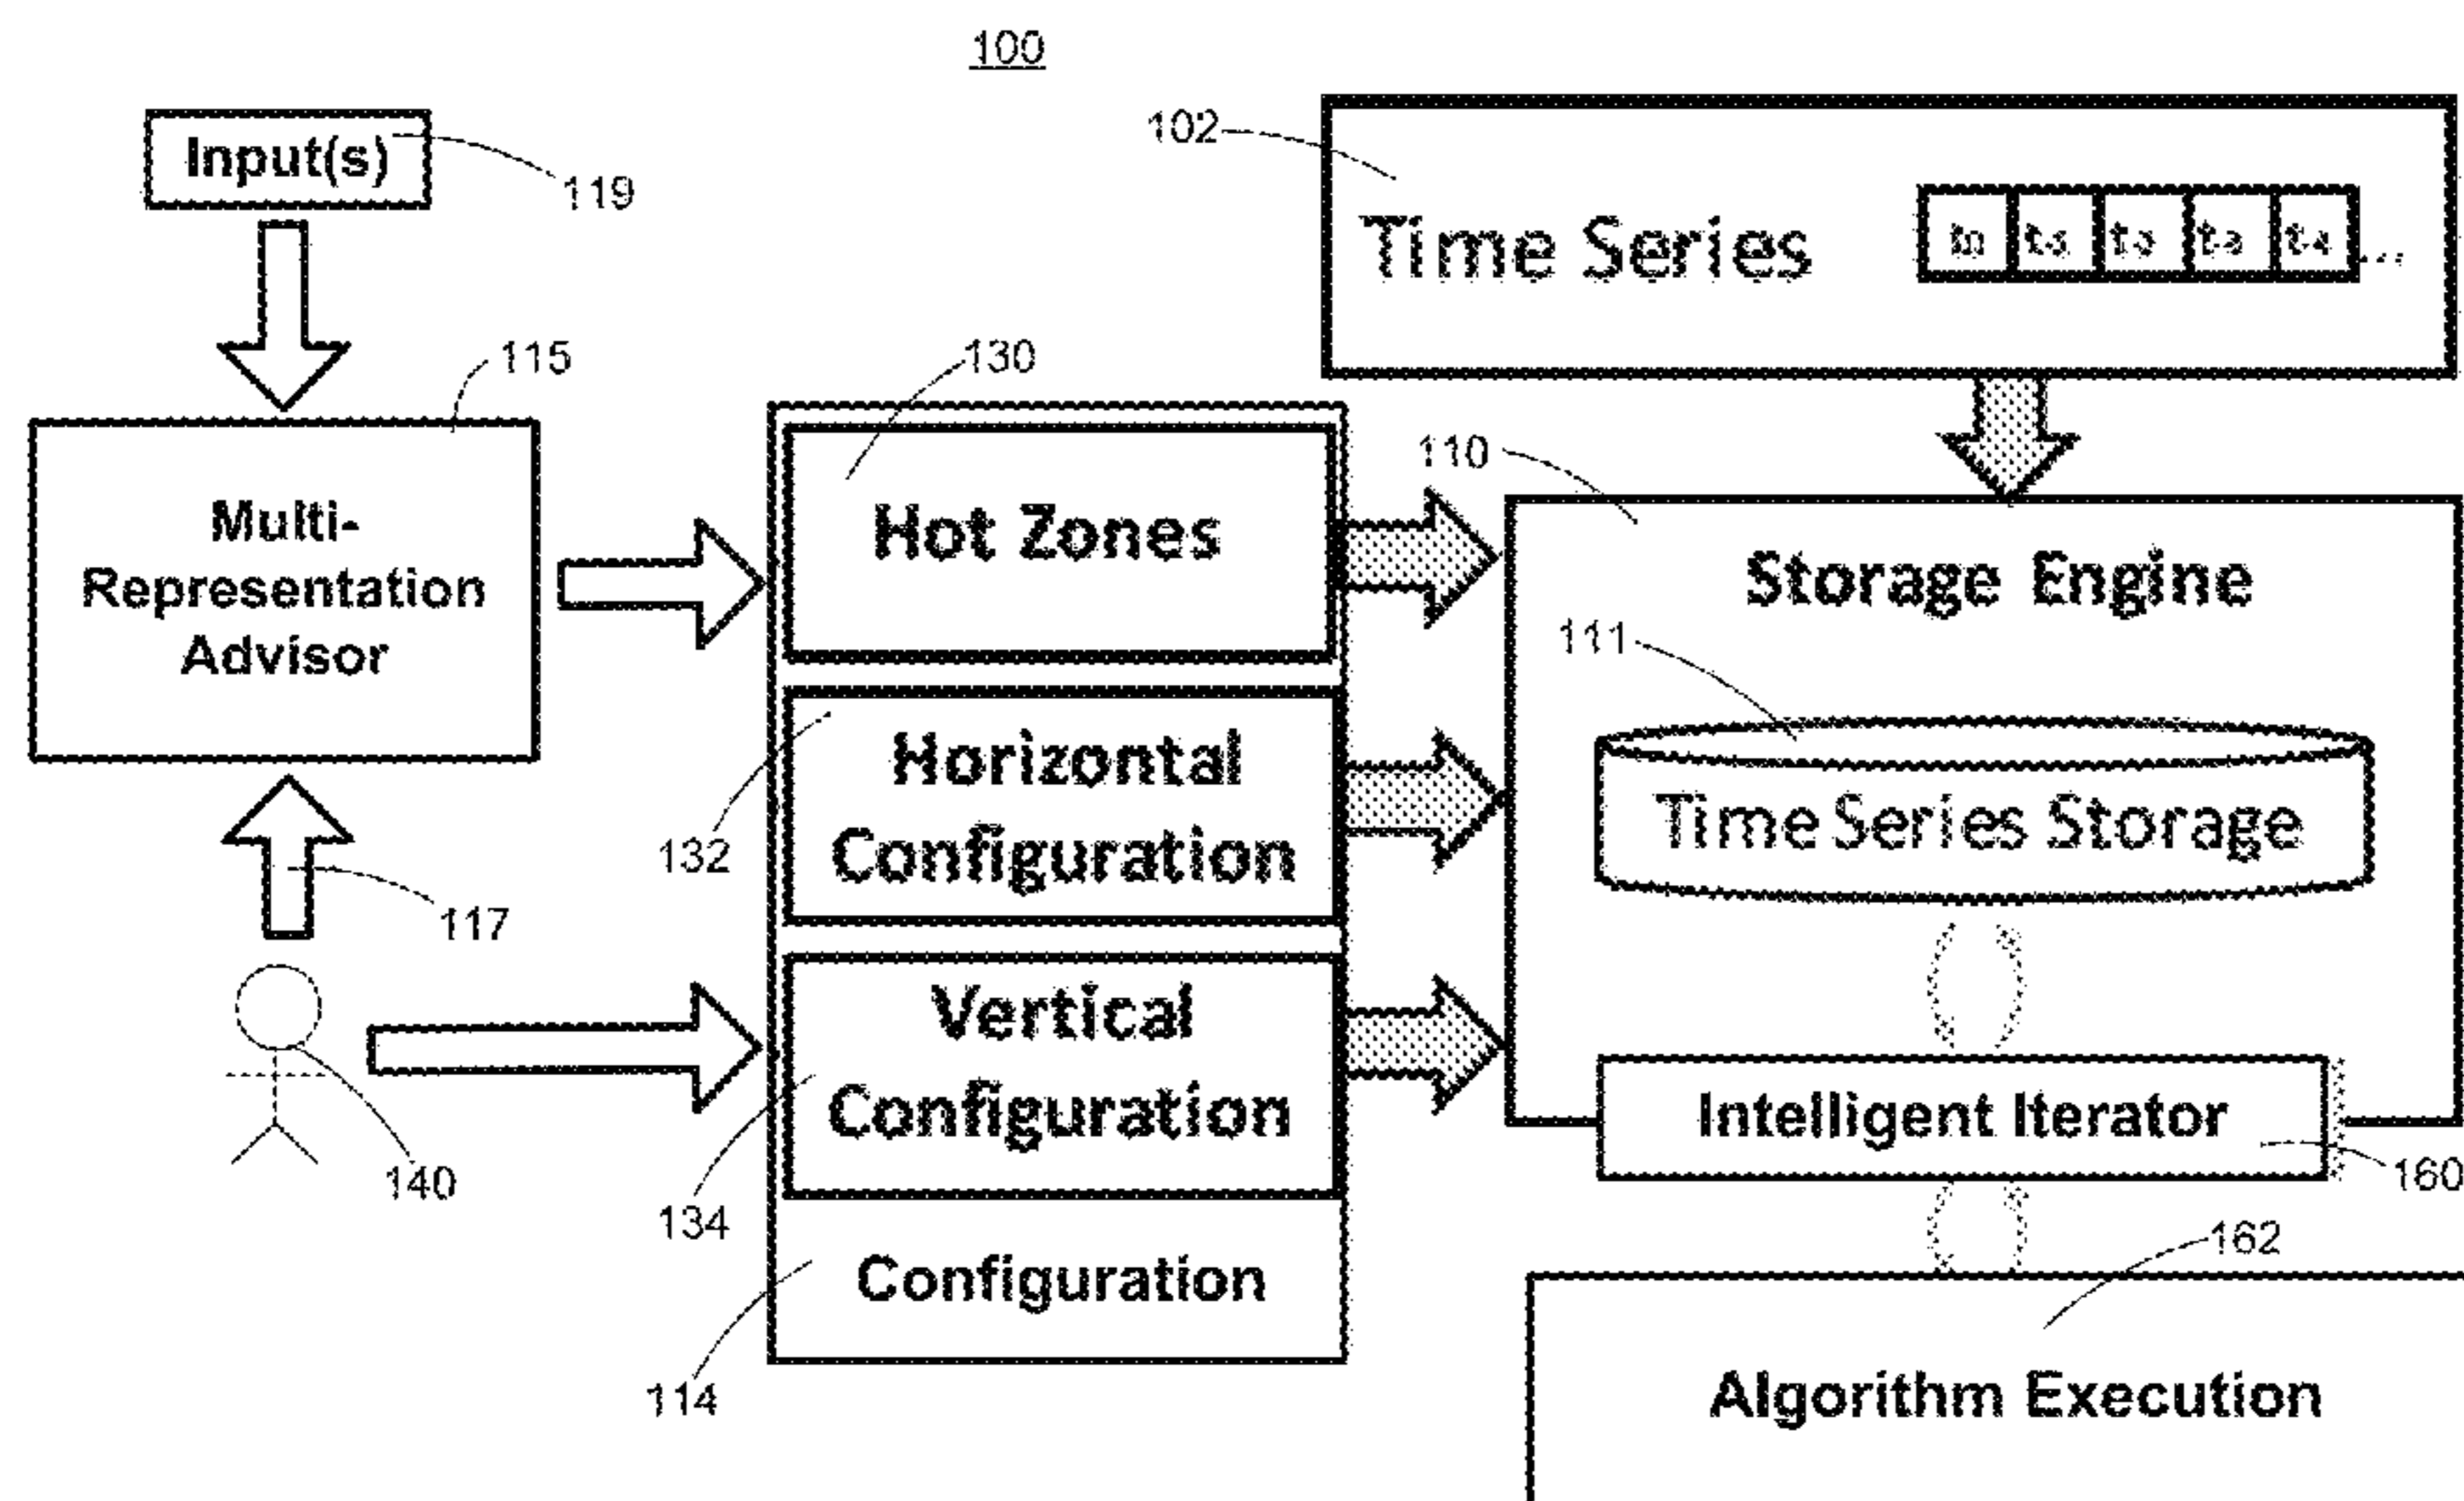 100
Input(s)
119
102
Time Series
115
Multi-
Representation
Advisor
130
Hot Zones
110
Storage Engine
111
Time Series Storage
132
Horizontal
Configuration
117
140
134
Vertical
Configuration
Intelligent Iterator
160
114
Configuration
162
Algorithm Execution